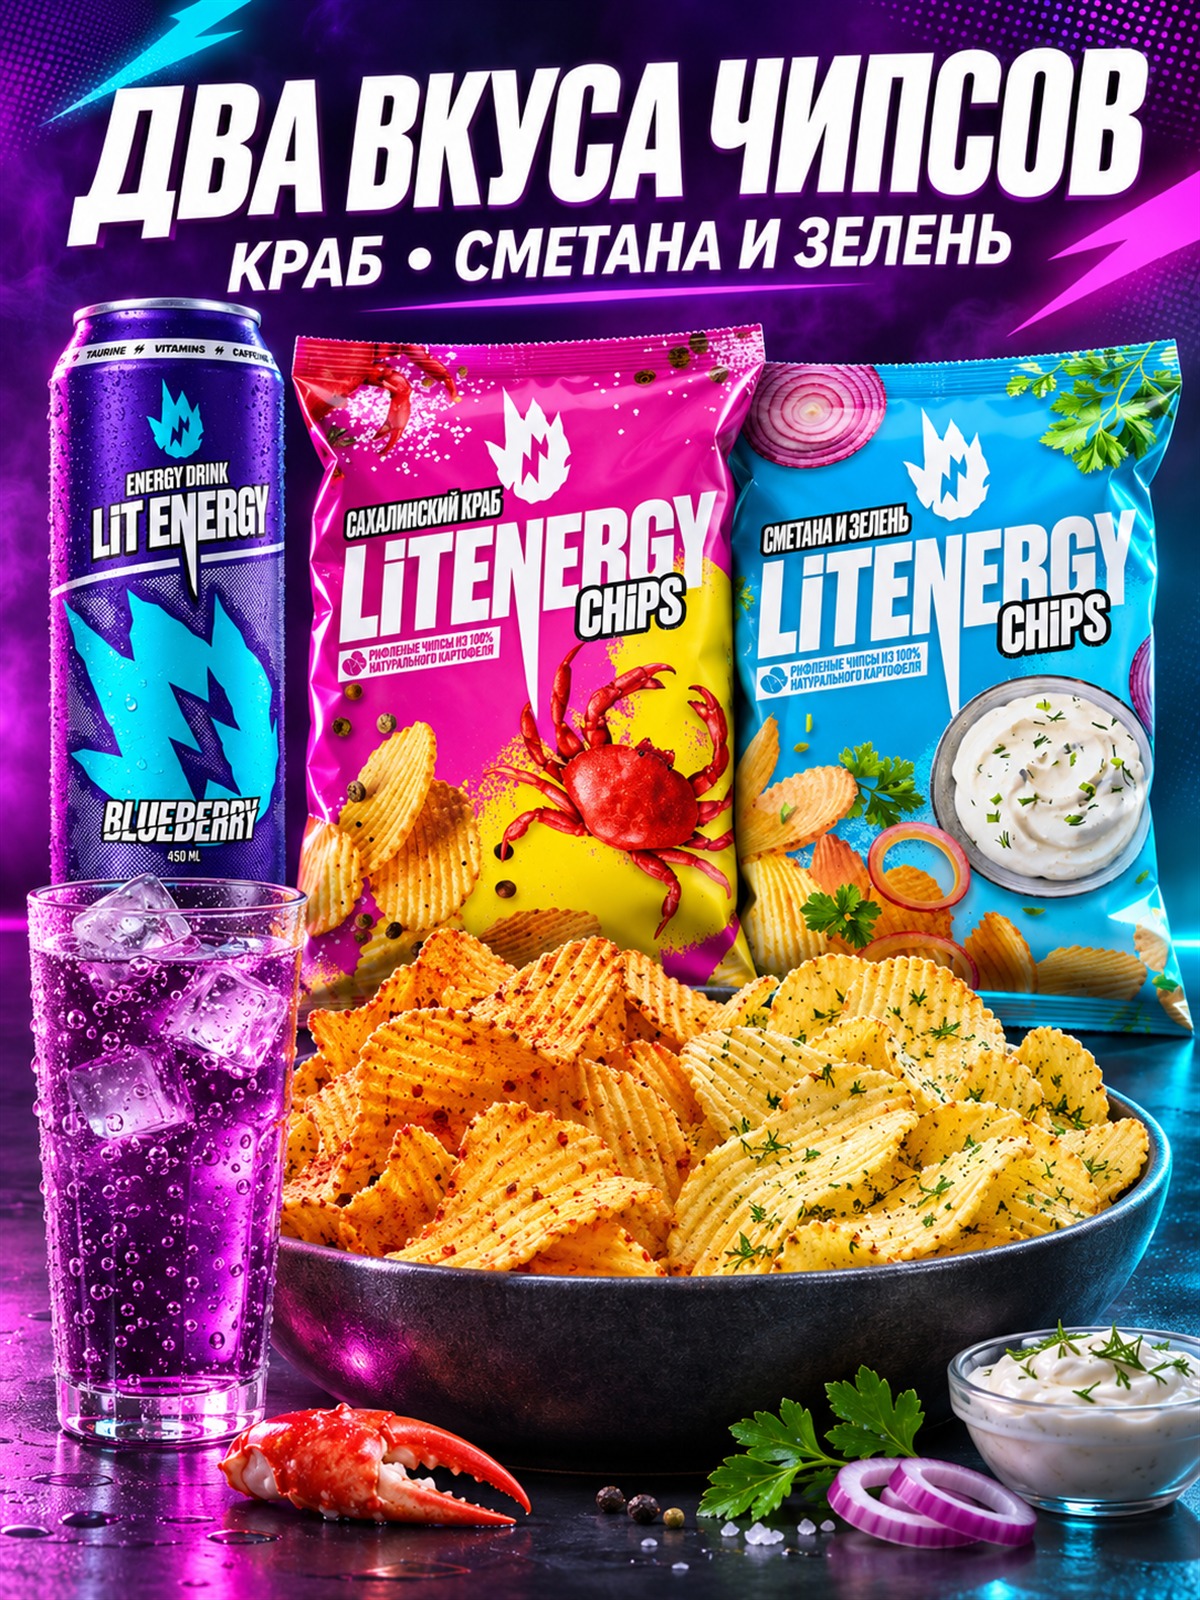 ДВА ВКУСА ЧИПСОВ
КРАБ • СМЕТАНА И ЗЕЛЕНЬ
TAURINE VITAMINS
ENERGY DRINK
LiT ENERGY
BLUEBERRY
450 ML
САХАЛИНСКИЙ КРАБ
LiTENERGY
CHiPS
РИФЛЕНЫЕ ЧИПСЫ ИЗ 100%
НАТУРАЛЬНОГО КАРТОФЕЛЯ
СМЕТАНА И ЗЕЛЕНЬ
LiTENERGY
CHiPS
РИФЛЕНЫЕ ЧИПСЫ ИЗ 100%
НАТУРАЛЬНОГО КАРТОФЕЛЯ